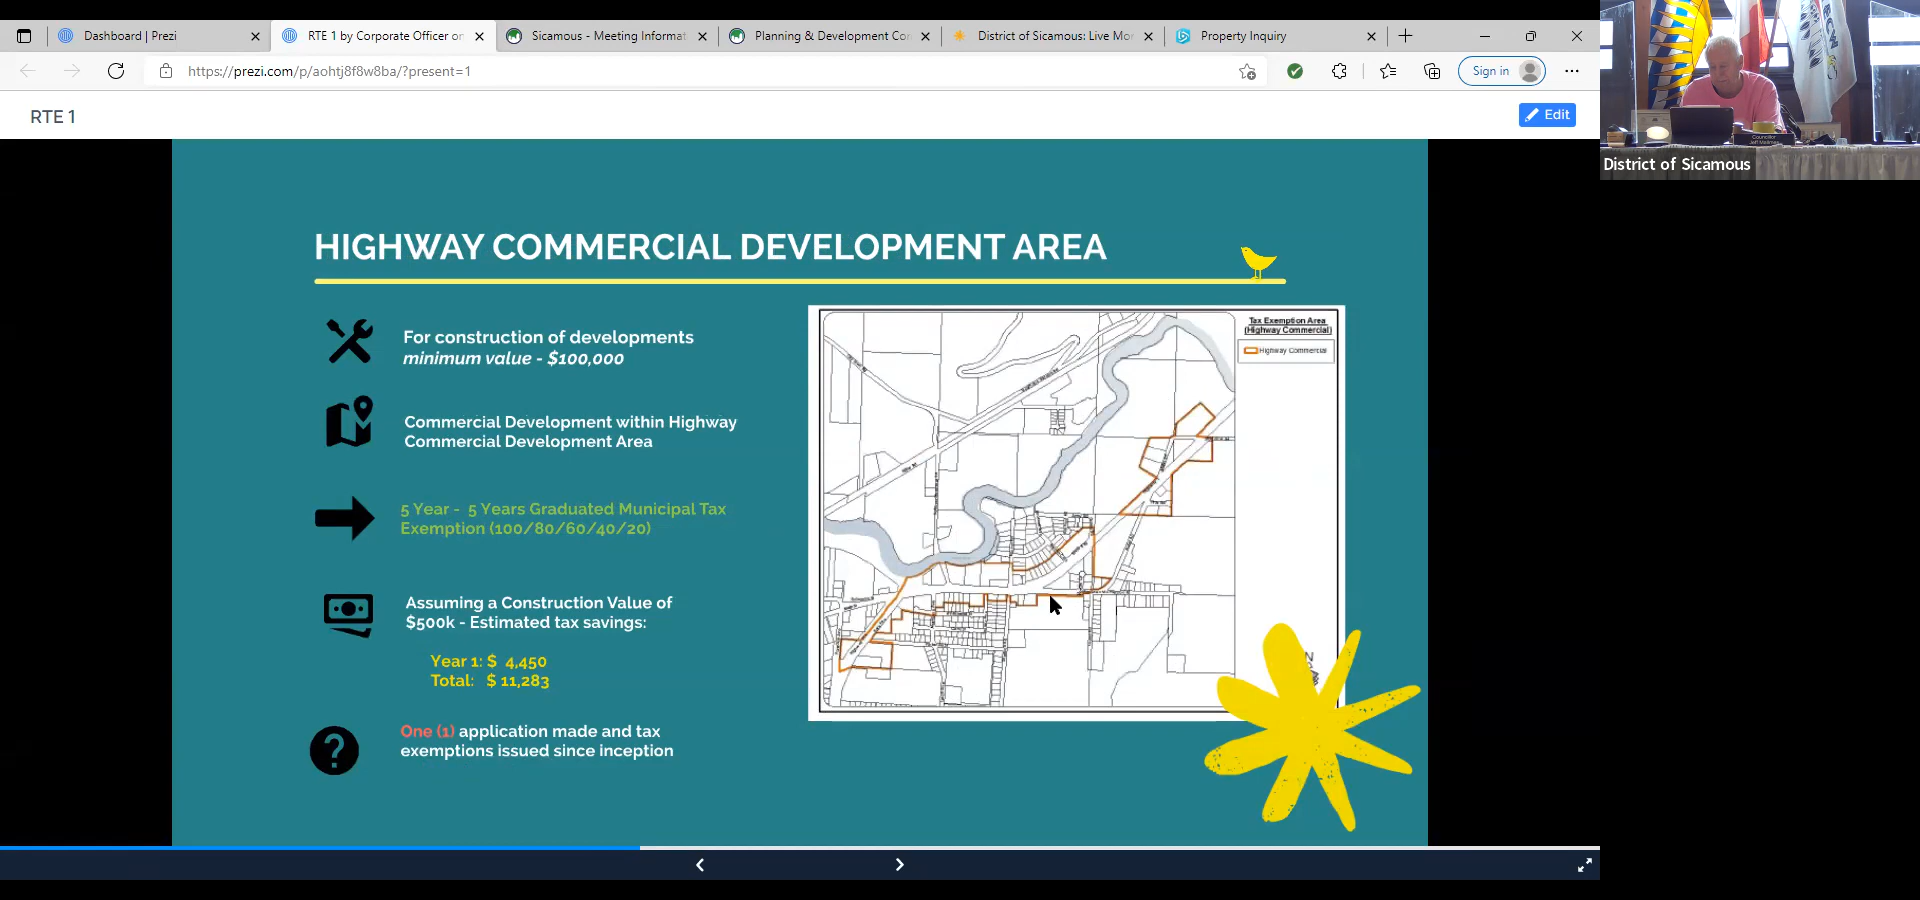 Dashboard | Prezi
RTE 1 by Corporate Officer on
Sicamous - Meeting Informat
Planning & Development Con
District of Sicamous: Live Mo
Property Inquiry
https://prezi.com/p/aohtj8f8w8ba/?present=1
Sign in
RTE 1
Edit
District of Sicamous
HIGHWAY COMMERCIAL DEVELOPMENT AREA
For construction of developments
minimum value - $100,000
Commercial Development within Highway
Commercial Development Area
5 Year - 5 Years Graduated Municipal Tax
Exemption (100/80/60/40/20)
Assuming a Construction Value of
$500k - Estimated tax savings:
Year 1: $ 4,450
Total: $ 11,283
One (1) application made and tax
exemptions issued since inception
Tax Exemption Area
(Highway Commercial)
Highway Commercial
N
Councillor